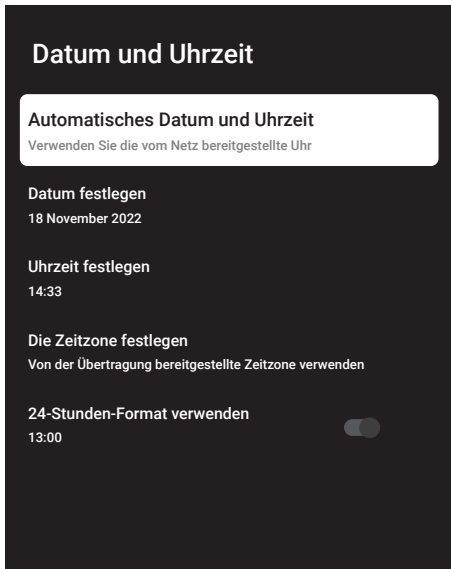 Datum und Uhrzeit
Automatisches Datum und Uhrzeit
Verwenden Sie die vom Netz bereitgestellte Uhr
Datum festlegen
18 November 2022
Uhrzeit festlegen
14:33
Die Zeitzone festlegen
Von der Übertragung bereitgestellte Zeitzone verwenden
24-Stunden-Format verwenden
13:00